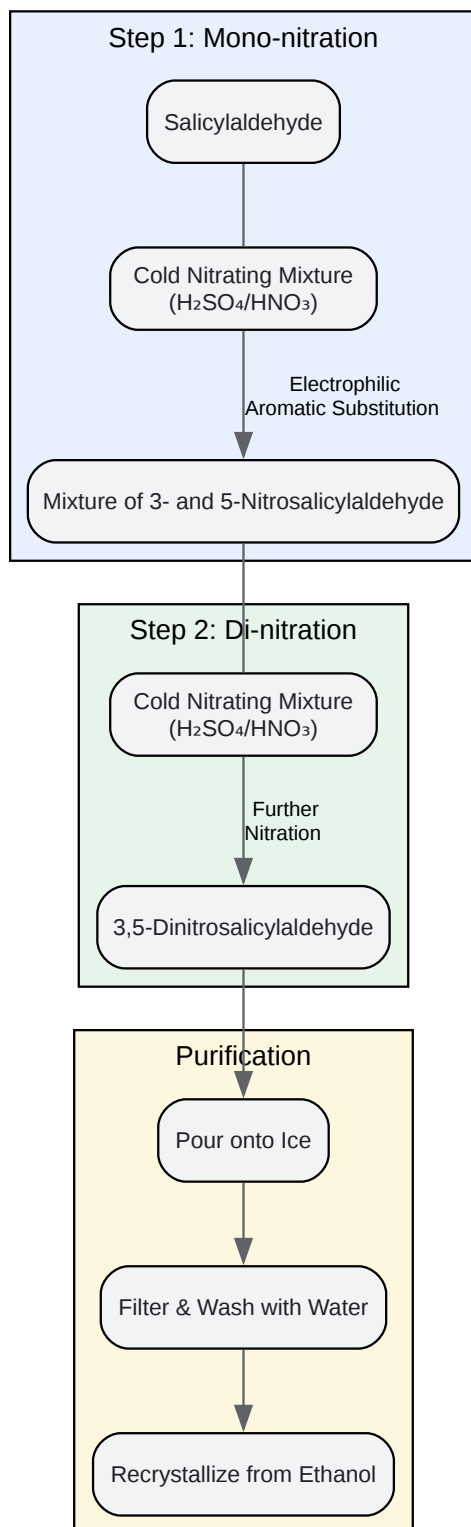 Step 1: Mono-nitration
Salicylaldehyde
Cold Nitrating Mixture
(H₂SO₄/HNO₃)
Electrophilic
Aromatic Substitution
Mixture of 3- and 5-Nitrosalicylaldehyde
Step 2: Di-nitration
Cold Nitrating Mixture
(H₂SO₄/HNO₃)
Further
Nitration
3,5-Dinitrosalicylaldehyde
Purification
Pour onto Ice
Filter & Wash with Water
Recrystallize from Ethanol